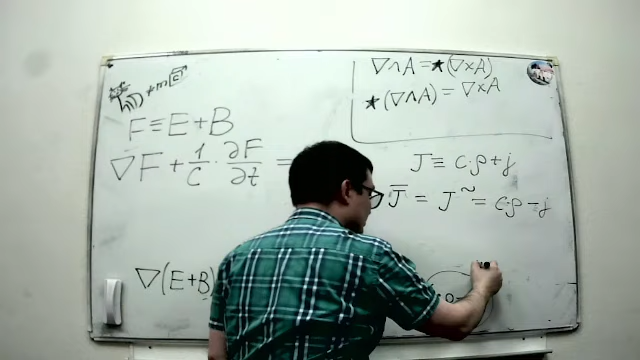 F ≡ E + B
∇F + 1/c · ∂F/∂t =
∇(E+B)
∇∧A = ★(∇×A)
★(∇∧A) = ∇×A
J ≡ c·ρ + j
J̅ = J~ = c·ρ - j